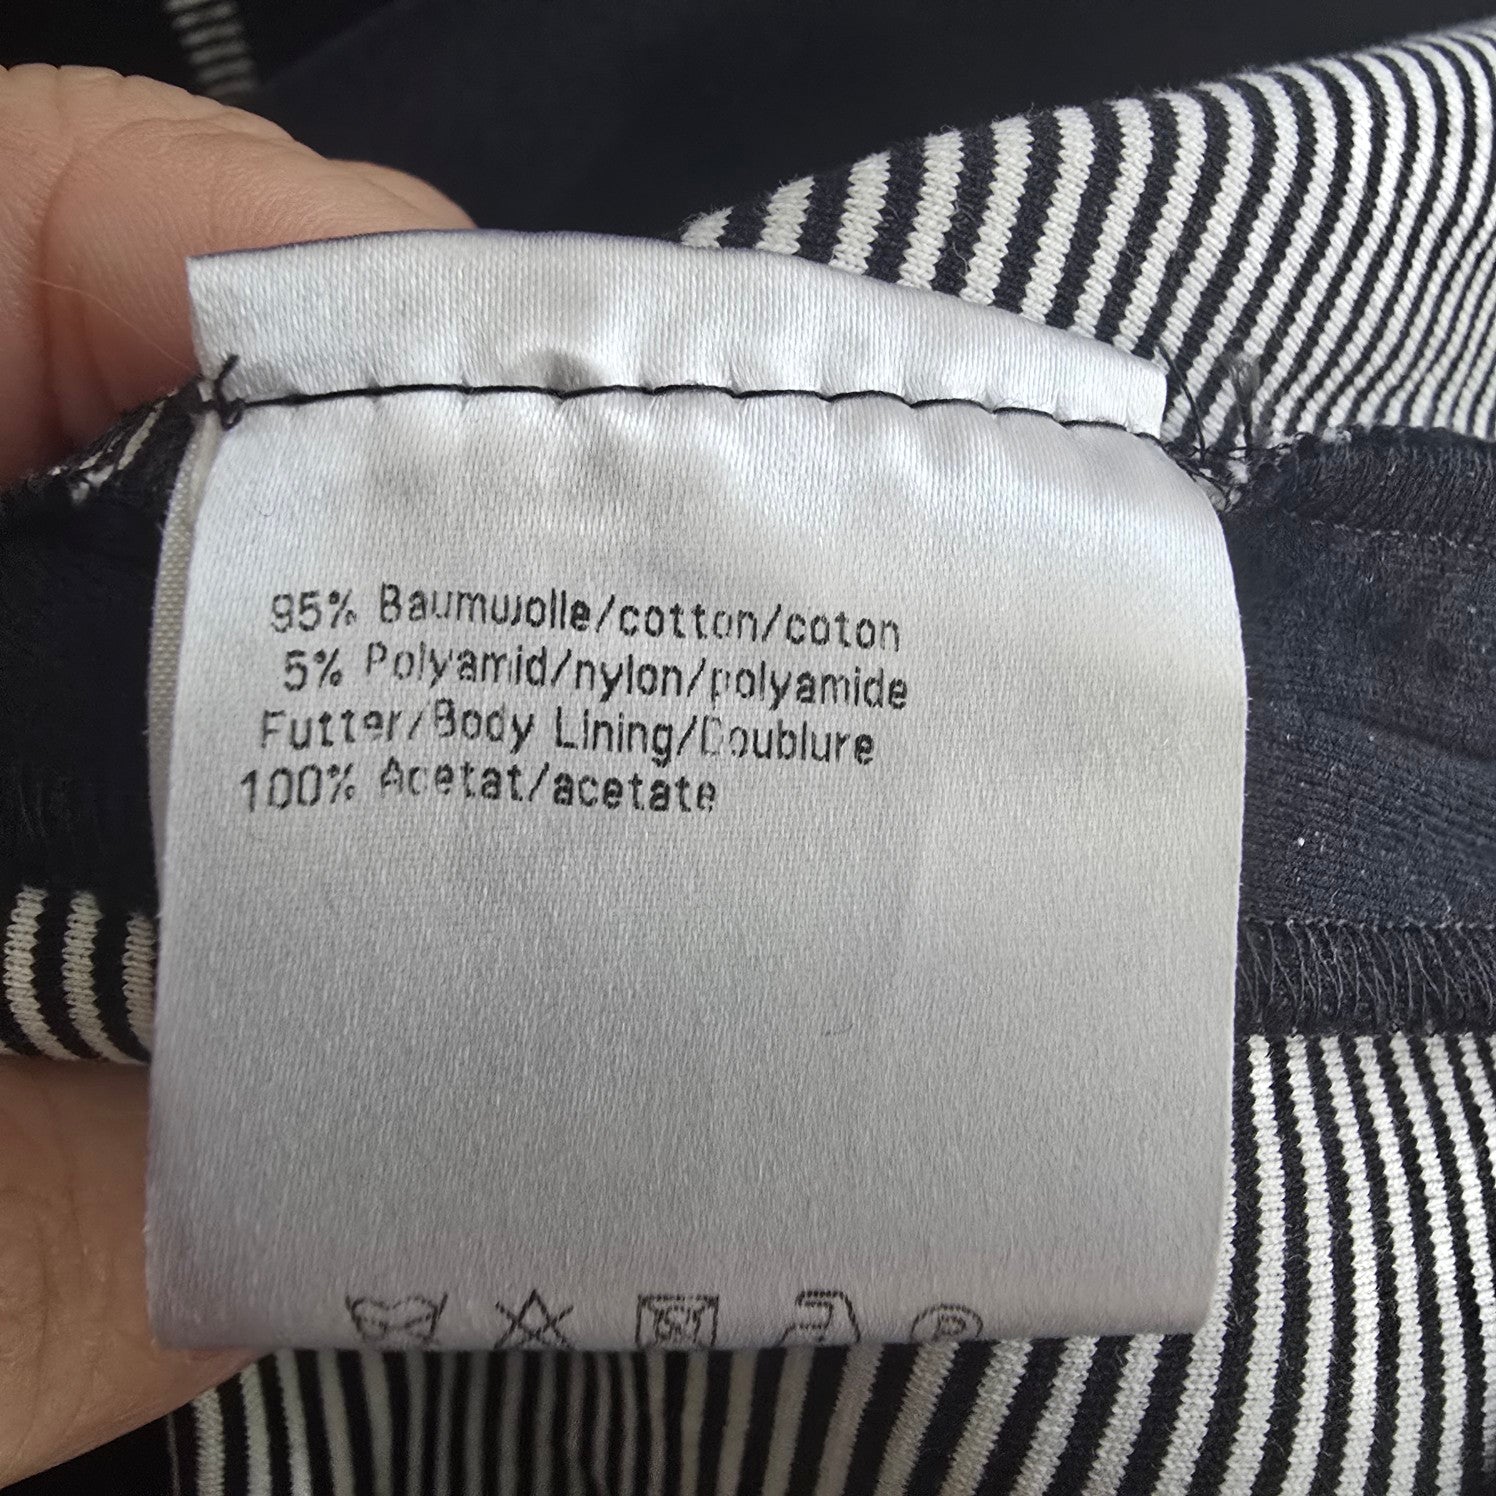 95% Baumwolle/cotton/coton
5% Polyamid/nylon/polyamide
Futter/Body Lining/Doublure
100% Acetat/acetate
P